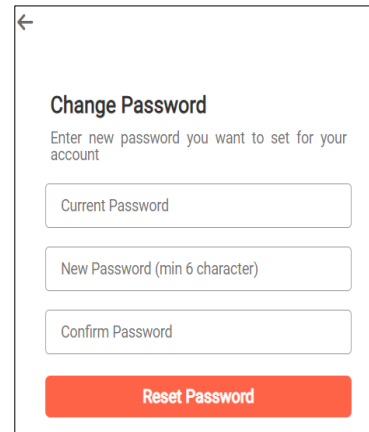 Change Password
Enter new password you want to set for your
account
Current Password
New Password (min 6 character)
Confirm Password
Reset Password